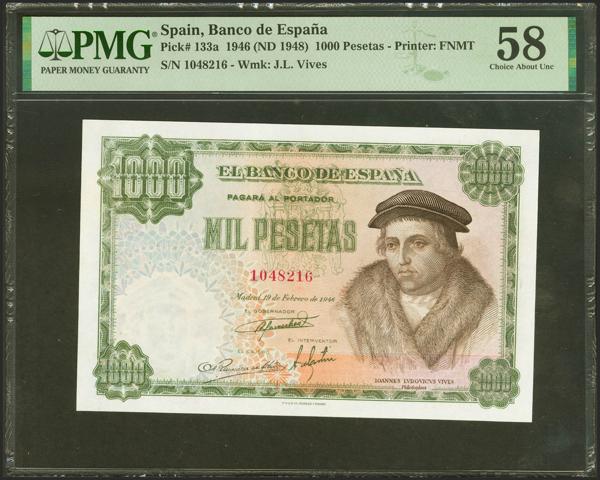 PMG®
PAPER MONEY GUARANTY
Spain, Banco de España
Pick# 133a 1946 (ND 1948) 1000 Pesetas - Printer: FNMT
S/N 1048216 - Wmk: J.L. Vives
58
Choice About Unc
1000
1000
EL BANCO DE ESPAÑA
PAGARÁ AL PORTADOR
MIL PESETAS
1048216
Madrid, 19 de Febrero de 1946
EL GOBERNADOR
EL INTERVENTOR
EL CAJERO
IOANNES LVDOVICVS VIVES
1000
1000